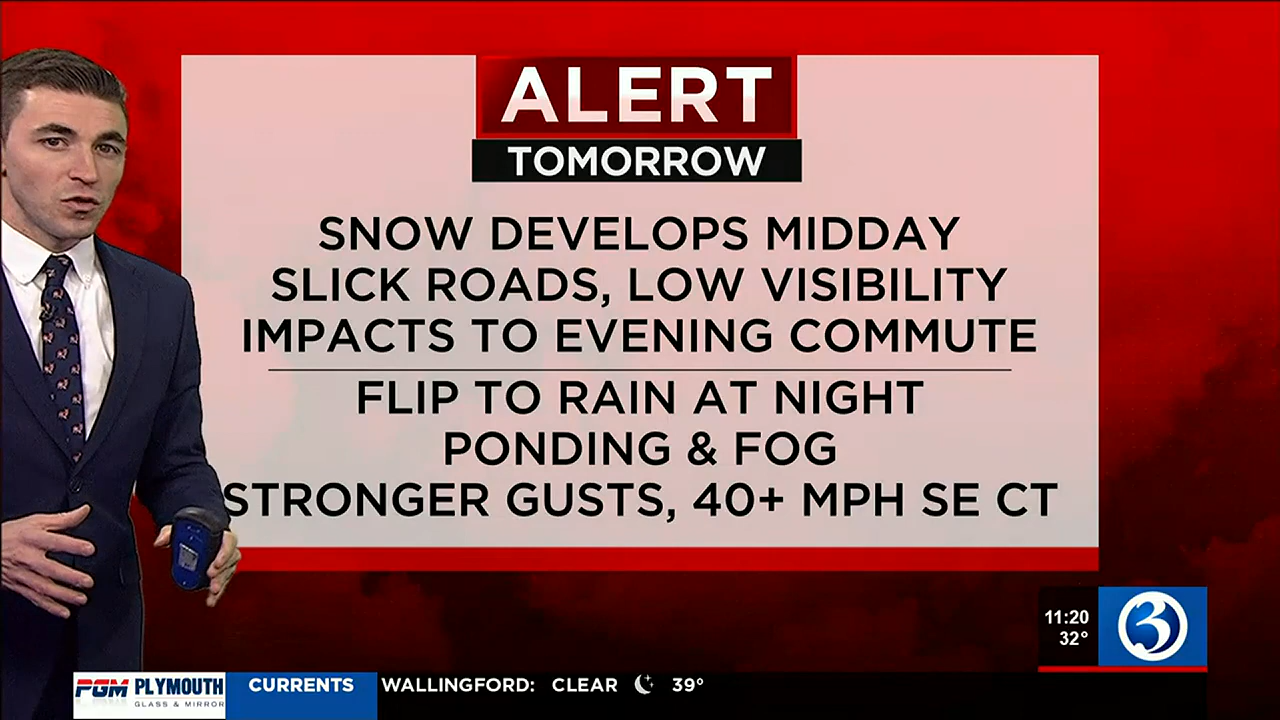 ALERT
TOMORROW
SNOW DEVELOPS MIDDAY
SLICK ROADS, LOW VISIBILITY
IMPACTS TO EVENING COMMUTE
FLIP TO RAIN AT NIGHT
PONDING & FOG
STRONGER GUSTS, 40+ MPH SE CT
11:20
32°
3
PGM PLYMOUTH
GLASS & MIRROR
CURRENTS
WALLINGFORD: CLEAR 39°